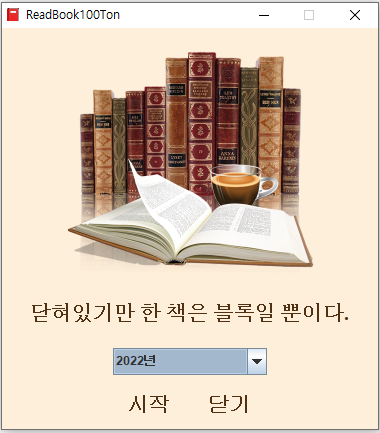 ReadBook100Ton
닫혀있기만 한 책은 블록일 뿐이다.
2022년
시작 닫기